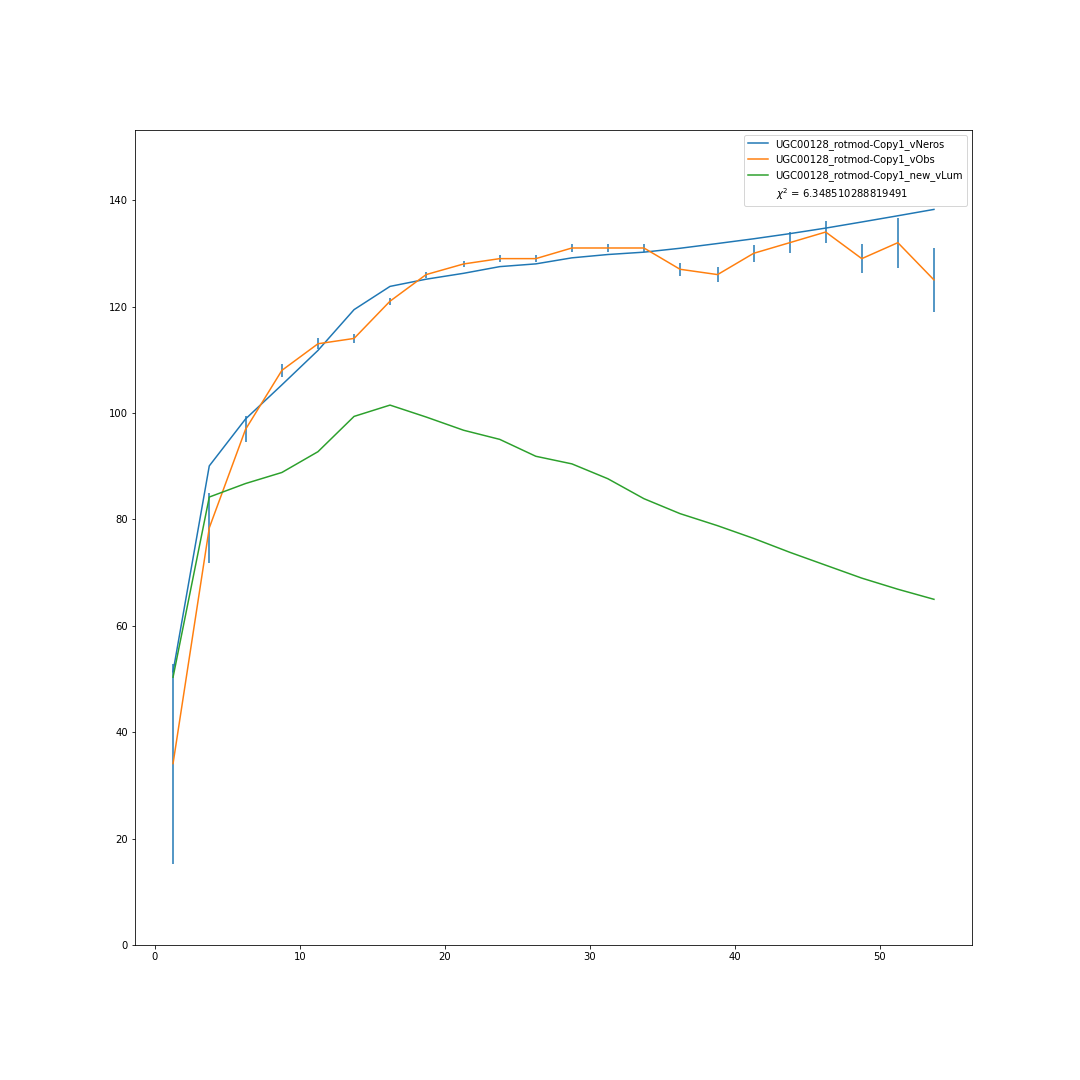 UGC00128_rotmod-Copy1_vNeros
UGC00128_rotmod-Copy1_vObs
UGC00128_rotmod-Copy1_new_vLum
χ² = 6.348510288819491
140
120
100
80
60
40
20
0
0 10 20 30 40 50